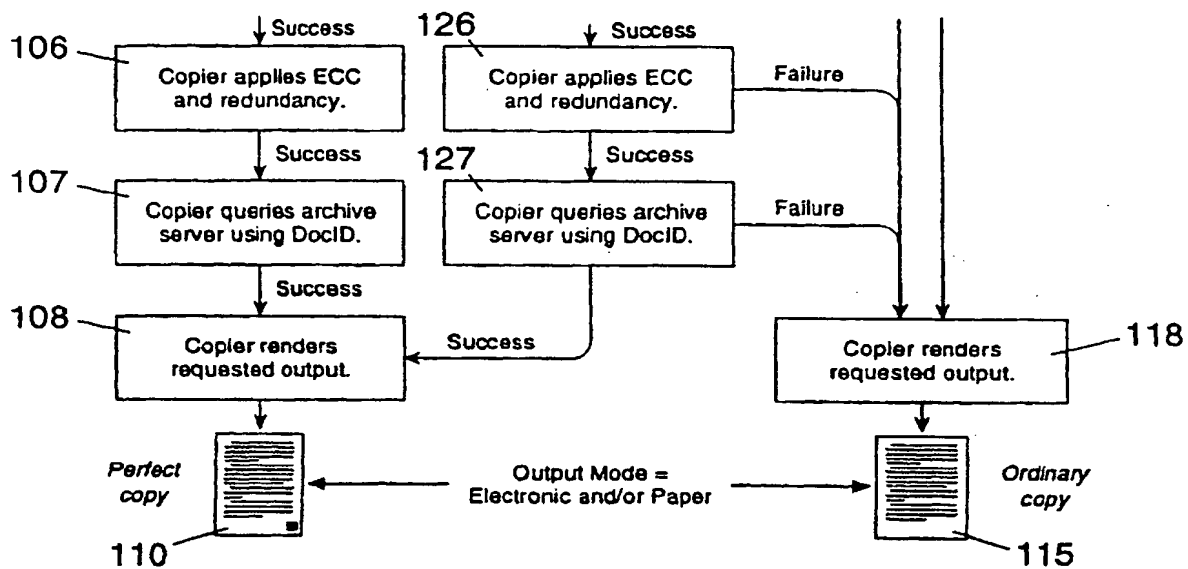 Success
Success
106
126
Copier applies ECC
and redundancy.
Copier applies ECC
and redundancy.
Failure
Success
Success
107
127
Copier queries archive
server using DocID.
Copier queries archive
server using DocID.
Failure
Success
108
118
Copier renders
requested output.
Success
Copier renders
requested output.
Perfect
copy
Output Mode =
Electronic and/or Paper
Ordinary
copy
110
115